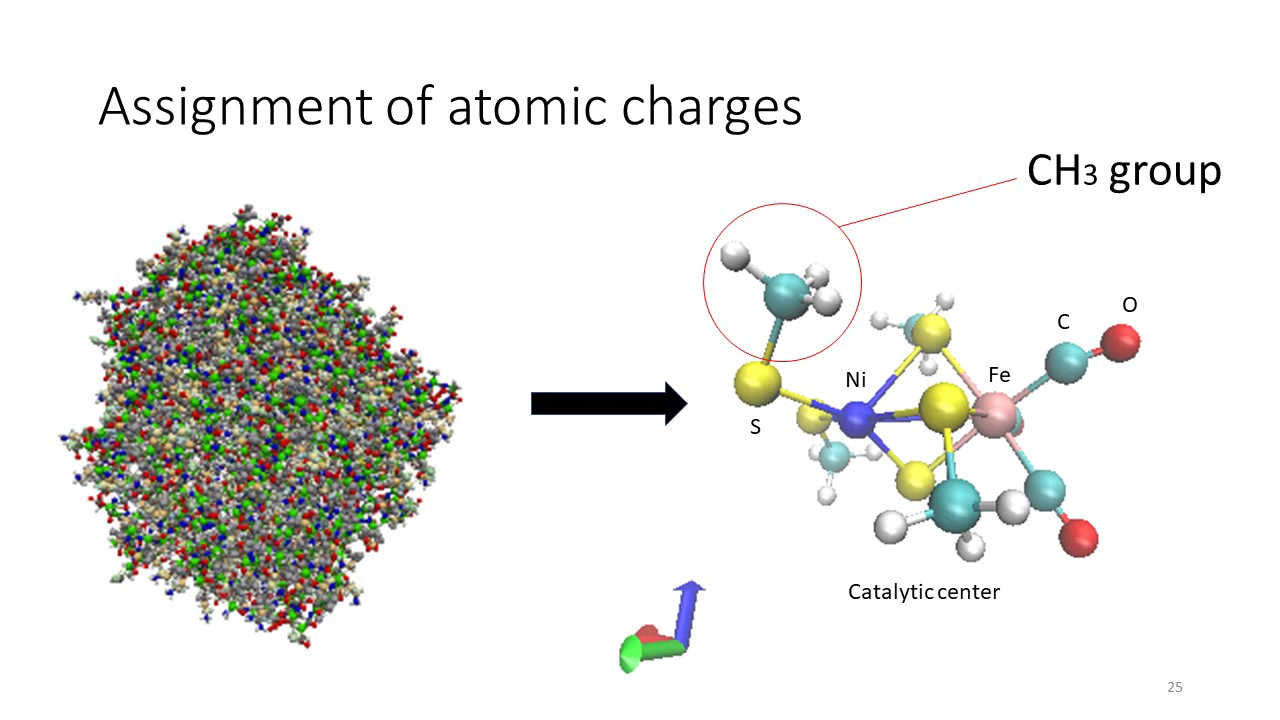 Assignment of atomic charges
CH3 group
O
C
Fe
Ni
S
Catalytic center
25